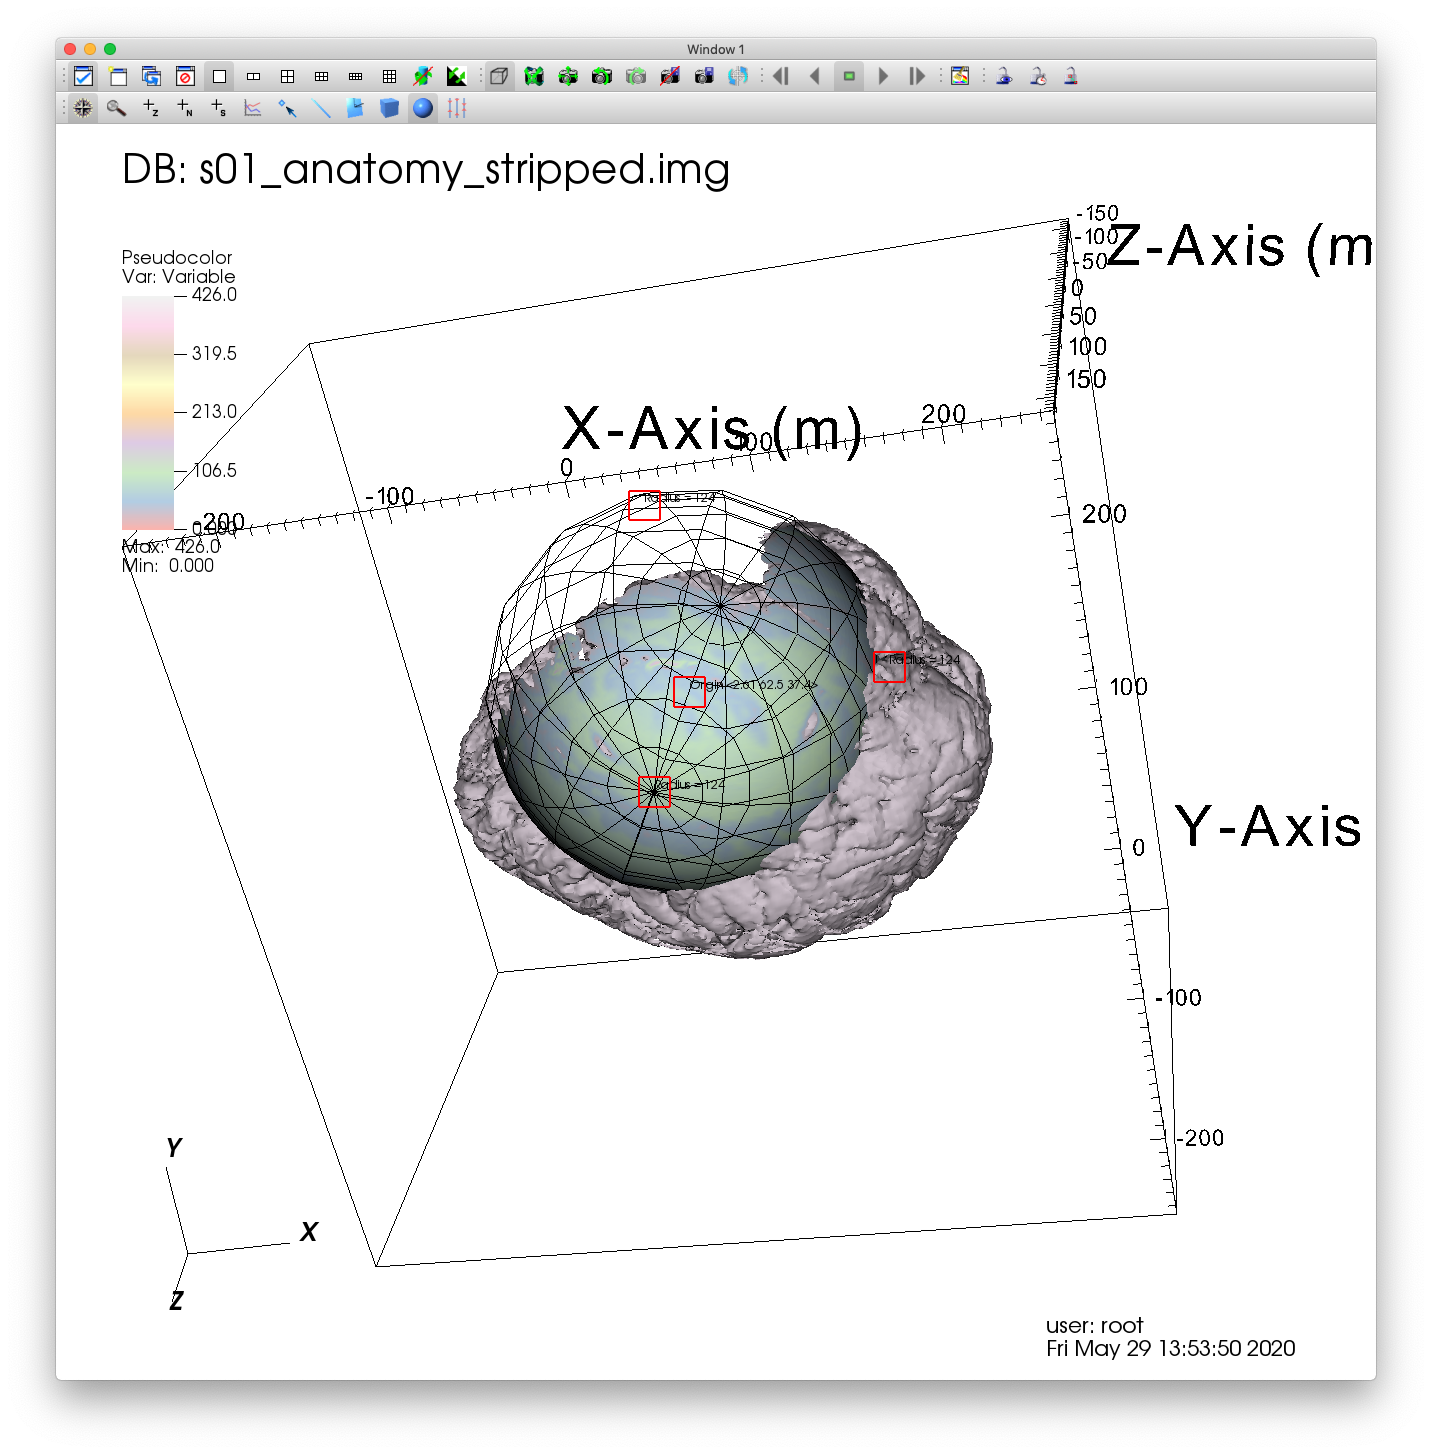 Window 1
DB: s01_anatomy_stripped.img
Pseudocolor
Var: Variable
426.0
319.5
213.0
106.5
0.000
Max: 426.0
Min: 0.000
-150
-100
-50
0
50
100
150
Z-Axis (m
X-Axis (m)
-200
-100
0
100
200
200
100
0
-100
-200
Y-Axis
Radius = 124
<Radius = 124
Origin <2.61 62.5 37.4>
Radius = 124
Y
X
Z
user: root
Fri May 29 13:53:50 2020